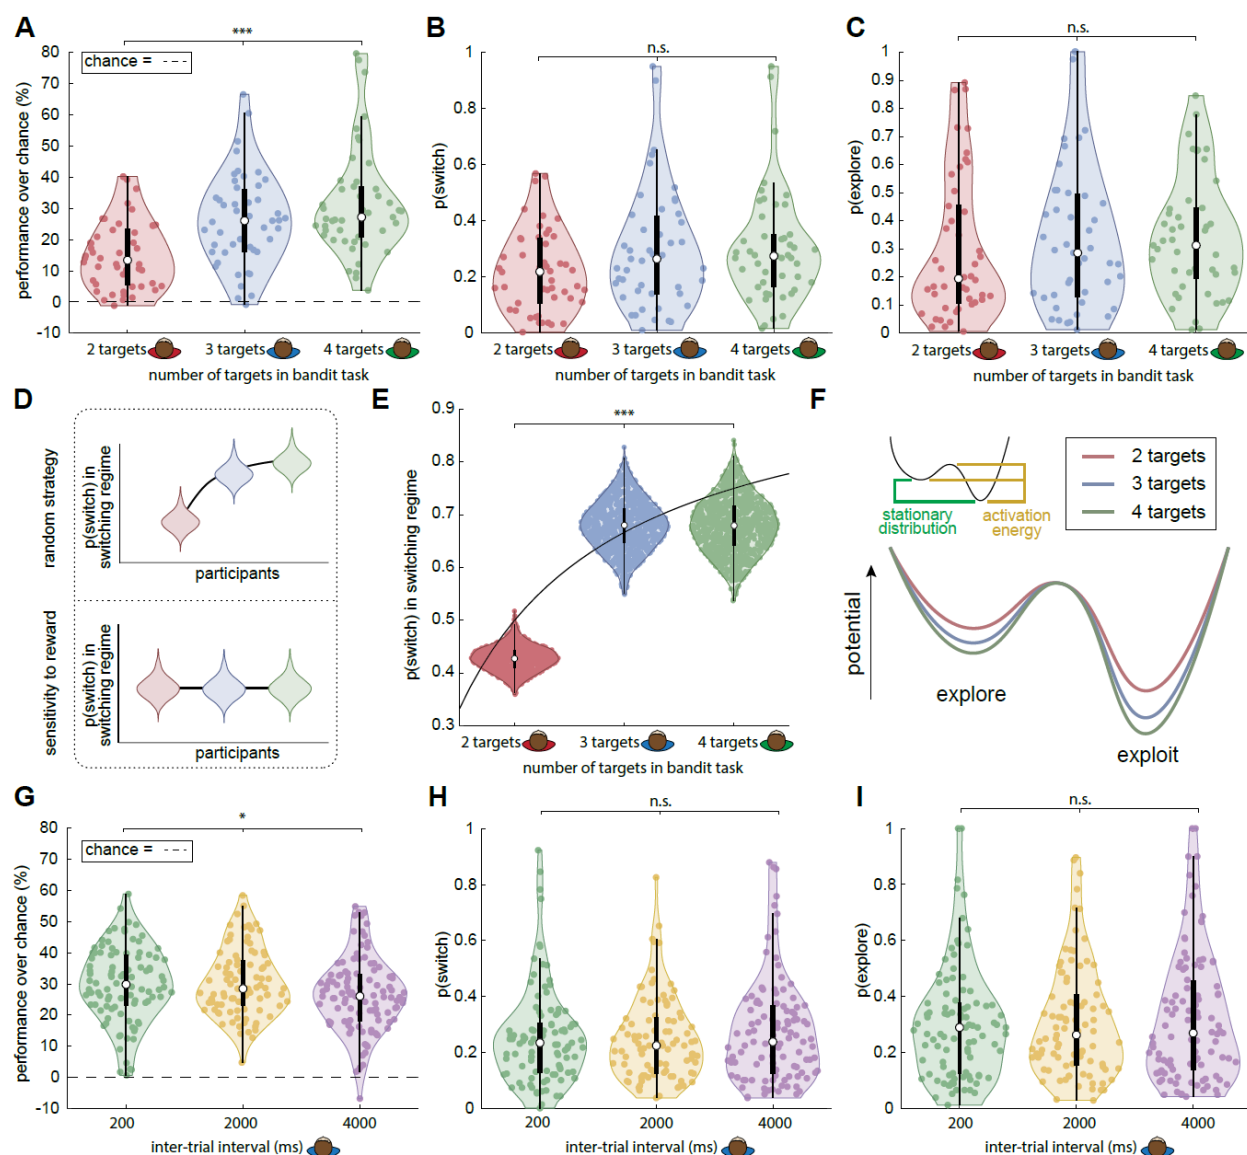 A
***
80
70
60
50
40
30
20
10
0
-10
chance = ---
performance over chance (%)
2 targets
3 targets
4 targets
number of targets in bandit task
B
n.s.
1
0.8
0.6
0.4
0.2
0
p(switch)
2 targets
3 targets
4 targets
number of targets in bandit task
C
n.s.
1
0.9
0.8
0.7
0.6
0.5
0.4
0.3
0.2
0.1
0
p(explore)
2 targets
3 targets
4 targets
number of targets in bandit task
D
random strategy
p(switch) in
switching regime
participants
sensitivity to reward
p(switch) in
switching regime
participants
E
***
0.9
0.8
0.7
0.6
0.5
0.4
0.3
p(switch) in switching regime
2 targets
3 targets
4 targets
number of targets in bandit task
F
stationary
distribution
activation
energy
2 targets
3 targets
4 targets
potential
explore
exploit
G
*
80
70
60
50
40
30
20
10
0
-10
chance = ---
performance over chance (%)
200
2000
4000
inter-trial interval (ms)
H
n.s.
1
0.8
0.6
0.4
0.2
0
p(switch)
200
2000
4000
inter-trial interval (ms)
I
n.s.
1
0.8
0.6
0.4
0.2
0
p(explore)
200
2000
4000
inter-trial interval (ms)